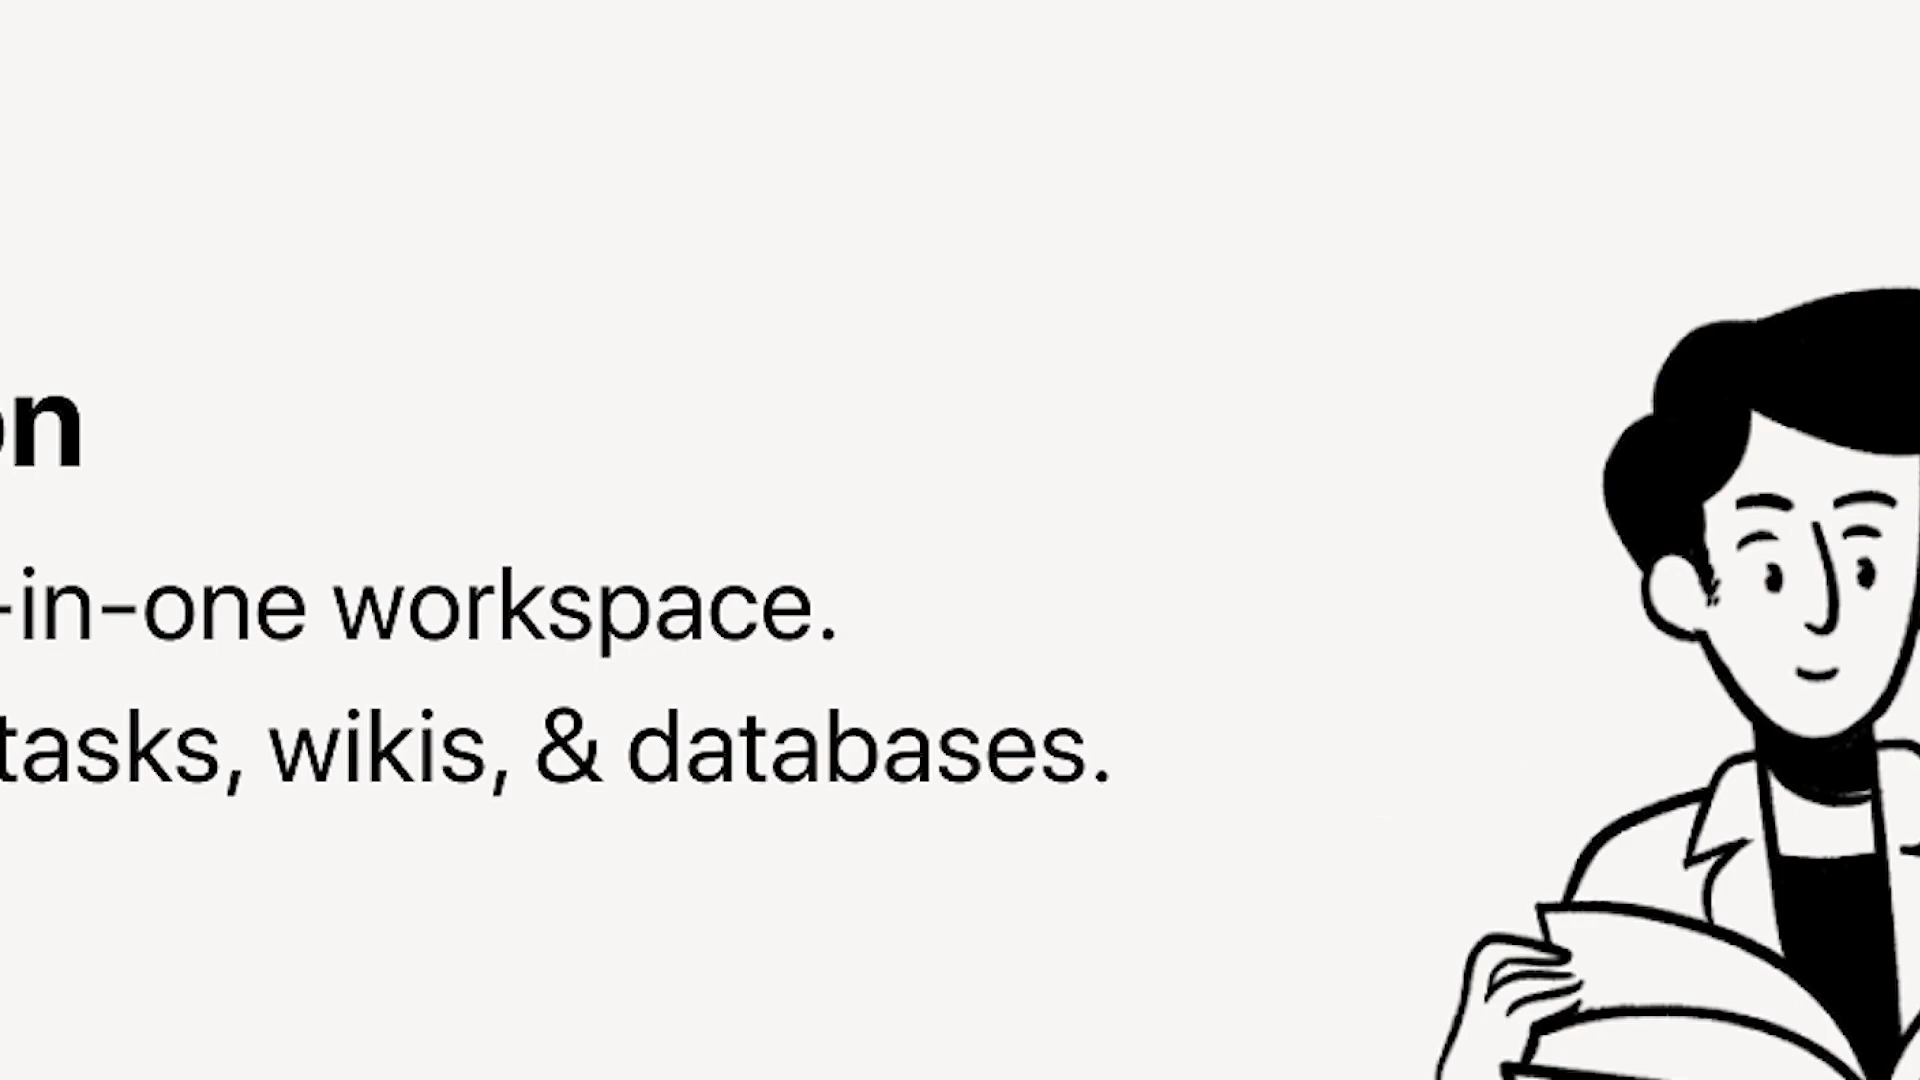 on
-in-one workspace.
tasks, wikis, & databases.